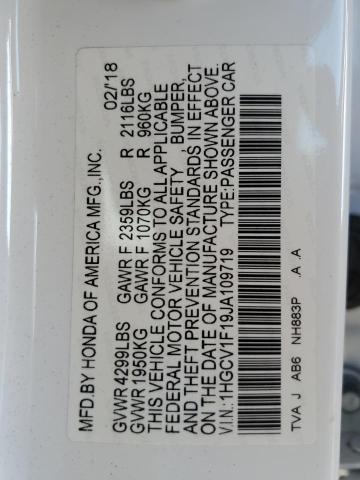 MFD.BY HONDA OF AMERICA MFG.,INC. 02/'18
GVWR 4299LBS GAWR F 2359LBS R 2116LBS
GVWR 1950KG GAWR F 1070KG R 960KG
THIS VEHICLE CONFORMS TO ALL APPLICABLE
FEDERAL MOTOR VEHICLE SAFETY , BUMPER,
AND THEFT PREVENTION STANDARDS IN EFFECT
ON THE DATE OF MANUFACTURE SHOWN ABOVE.
V.I.N.:1HGCV1F19JA109719 TYPE:PASSENGER CAR
TVA J AB6 NH883P .A .A